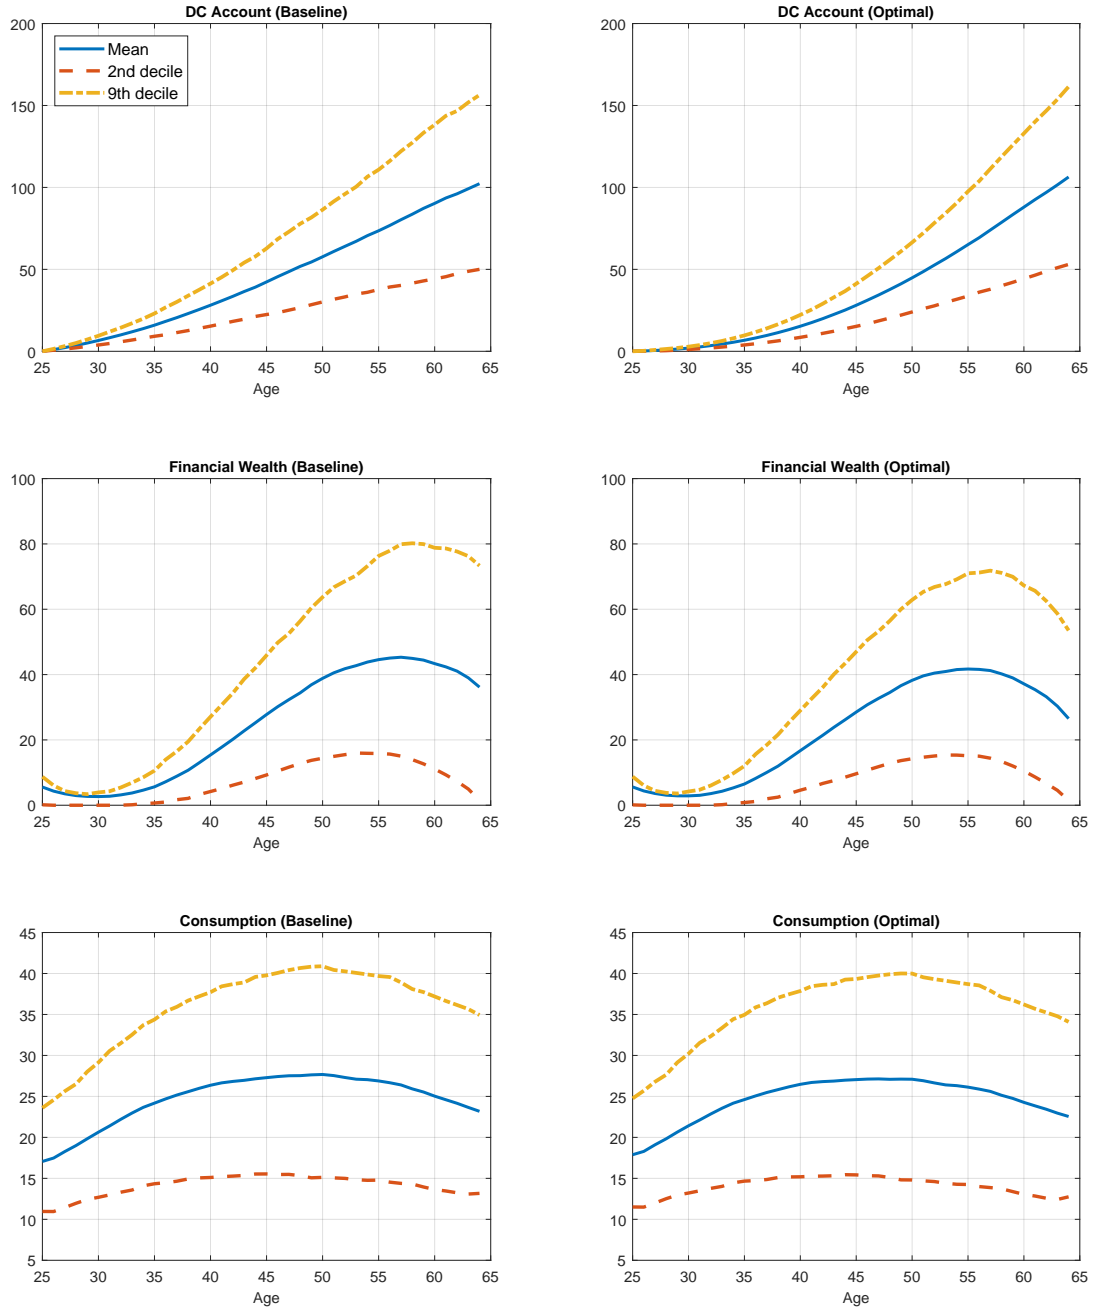 DC Account (Baseline)
200
150
100
50
0
25 30 35 40 45 50 55 60 65
Age
Mean
2nd decile
9th decile
DC Account (Optimal)
200
150
100
50
0
25 30 35 40 45 50 55 60 65
Age
Financial Wealth (Baseline)
100
80
60
40
20
0
25 30 35 40 45 50 55 60 65
Age
Financial Wealth (Optimal)
100
80
60
40
20
0
25 30 35 40 45 50 55 60 65
Age
Consumption (Baseline)
45
40
35
30
25
20
15
10
5
25 30 35 40 45 50 55 60 65
Age
Consumption (Optimal)
45
40
35
30
25
20
15
10
5
25 30 35 40 45 50 55 60 65
Age